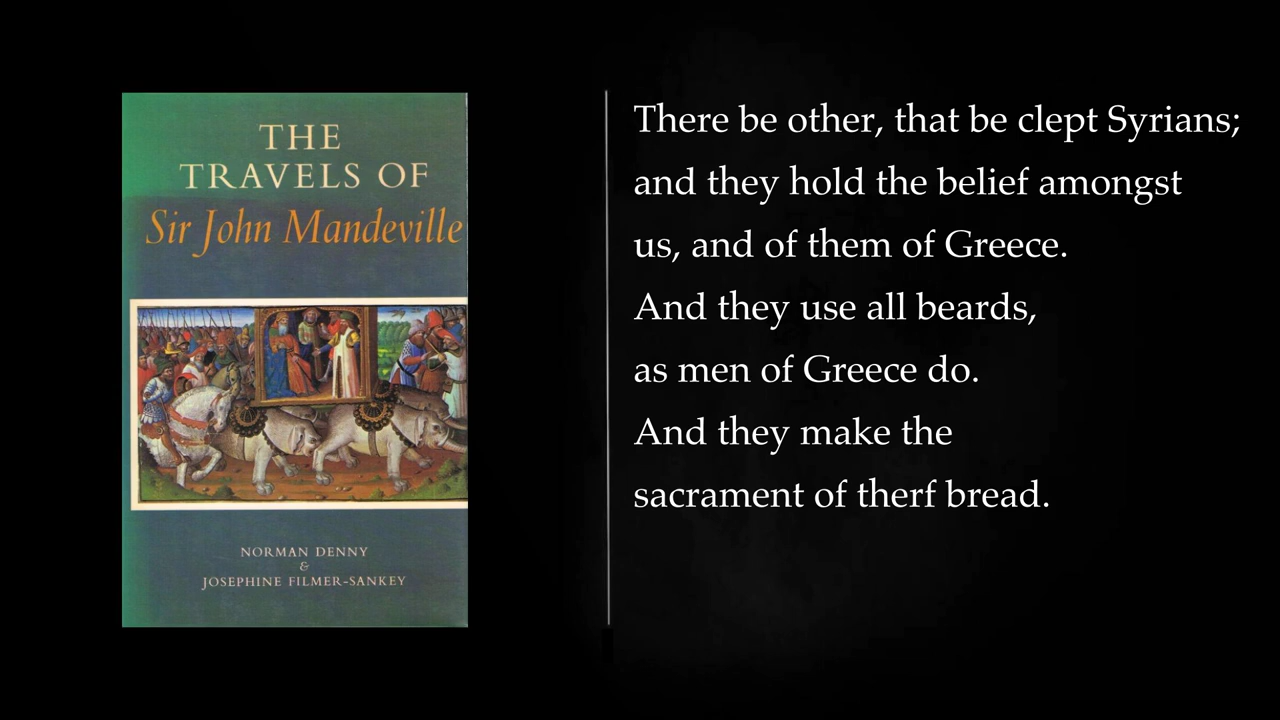 THE
TRAVELS OF
Sir John Mandeville
NORMAN DENNY
&
JOSEPHINE FILMER-SANKEY
There be other, that be clept Syrians;
and they hold the belief amongst
us, and of them of Greece.
And they use all beards,
as men of Greece do.
And they make the
sacrament of therf bread.